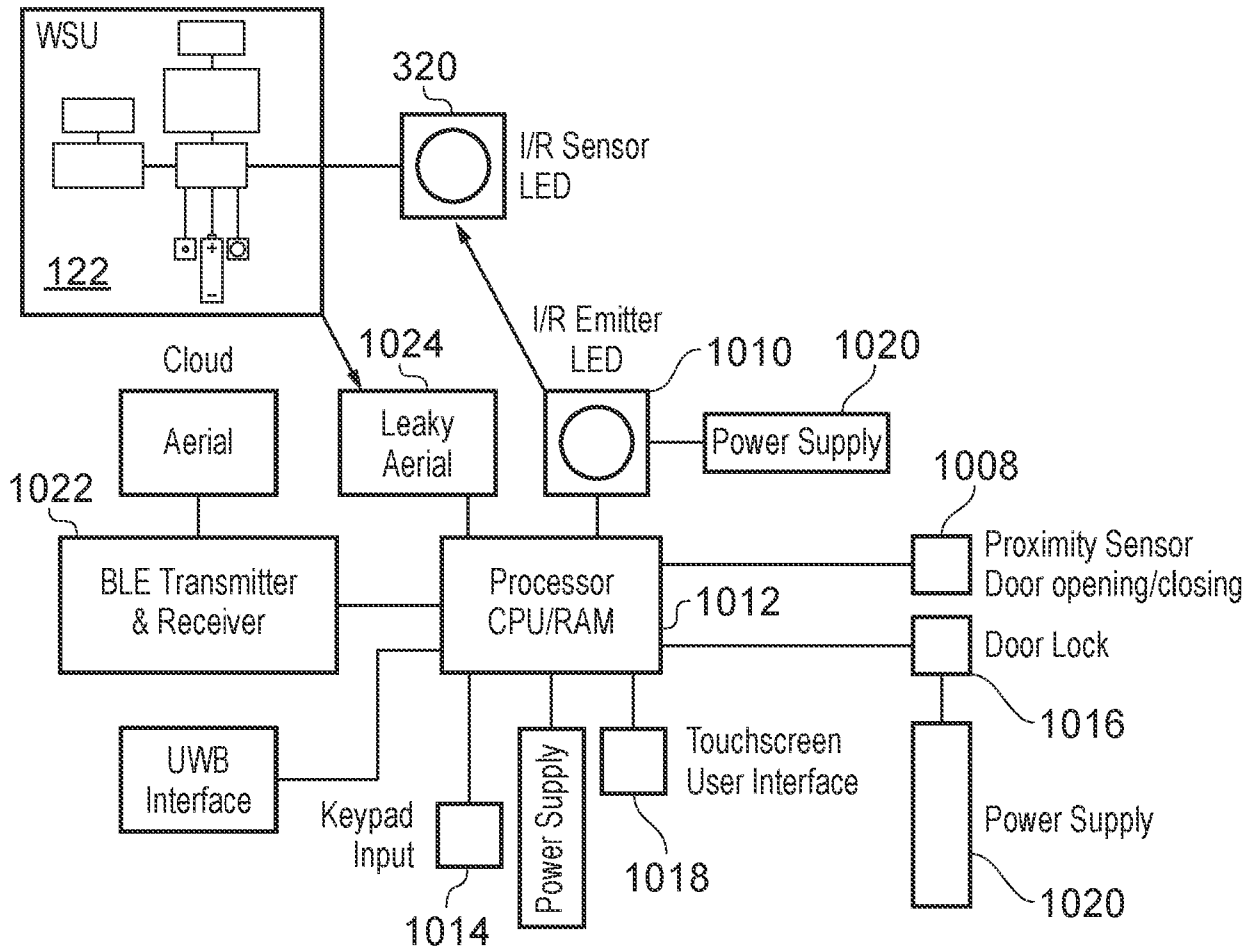 WSU
122
320
I/R Sensor
LED
I/R Emitter
LED
1010
1020
Power Supply
Cloud
Aerial
1024
Leaky
Aerial
1008
Proximity Sensor
Door opening/closing
1022
BLE Transmitter
& Receiver
Processor
CPU/RAM
1012
Door Lock
1016
UWB
Interface
Keypad
Input
1014
Power Supply
Touchscreen
User Interface
1018
Power Supply
1020
+
-